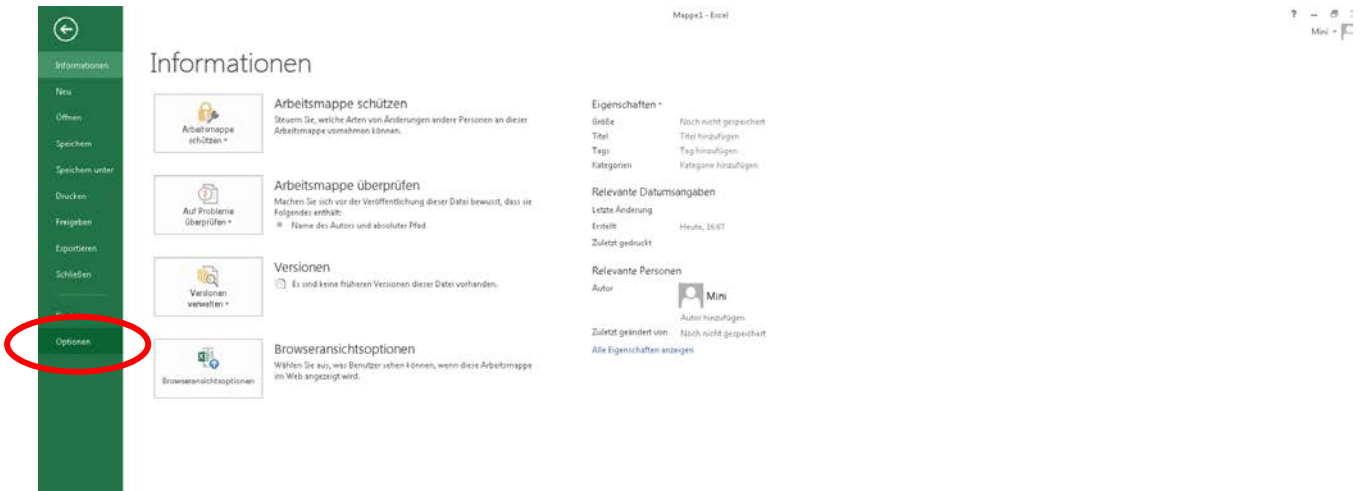 Mappe1 - Excel
?
Mini
Informationen
Neu
Öffnen
Speichern
Speichern unter
Drucken
Freigeben
Exportieren
Schließen
Optionen
Informationen
Arbeitsmappe
schützen
Arbeitsmappe schützen
Steuern Sie, welche Arten von Änderungen andere Personen an dieser
Arbeitsmappe vornehmen können.
Auf Probleme
überprüfen
Arbeitsmappe überprüfen
Machen Sie sich vor der Veröffentlichung dieser Datei bewusst, dass sie
Folgendes enthält:
Name des Autors und absoluter Pfad
Versionen
verwalten
Versionen
Es sind keine früheren Versionen dieser Datei vorhanden.
Browseransichtsoptionen
Browseransichtsoptionen
Wählen Sie aus, was Benutzer sehen können, wenn diese Arbeitsmappe
im Web angezeigt wird.
Eigenschaften
Größe Noch nicht gespeichert
Titel Titel hinzufügen
Tags Tag hinzufügen
Kategorien Kategorie hinzufügen
Relevante Datumsangaben
Letzte Änderung
Erstellt Heute, 16:07
Zuletzt gedruckt
Relevante Personen
Autor Mini
Autor hinzufügen
Zuletzt geändert von Noch nicht gespeichert
Alle Eigenschaften anzeigen